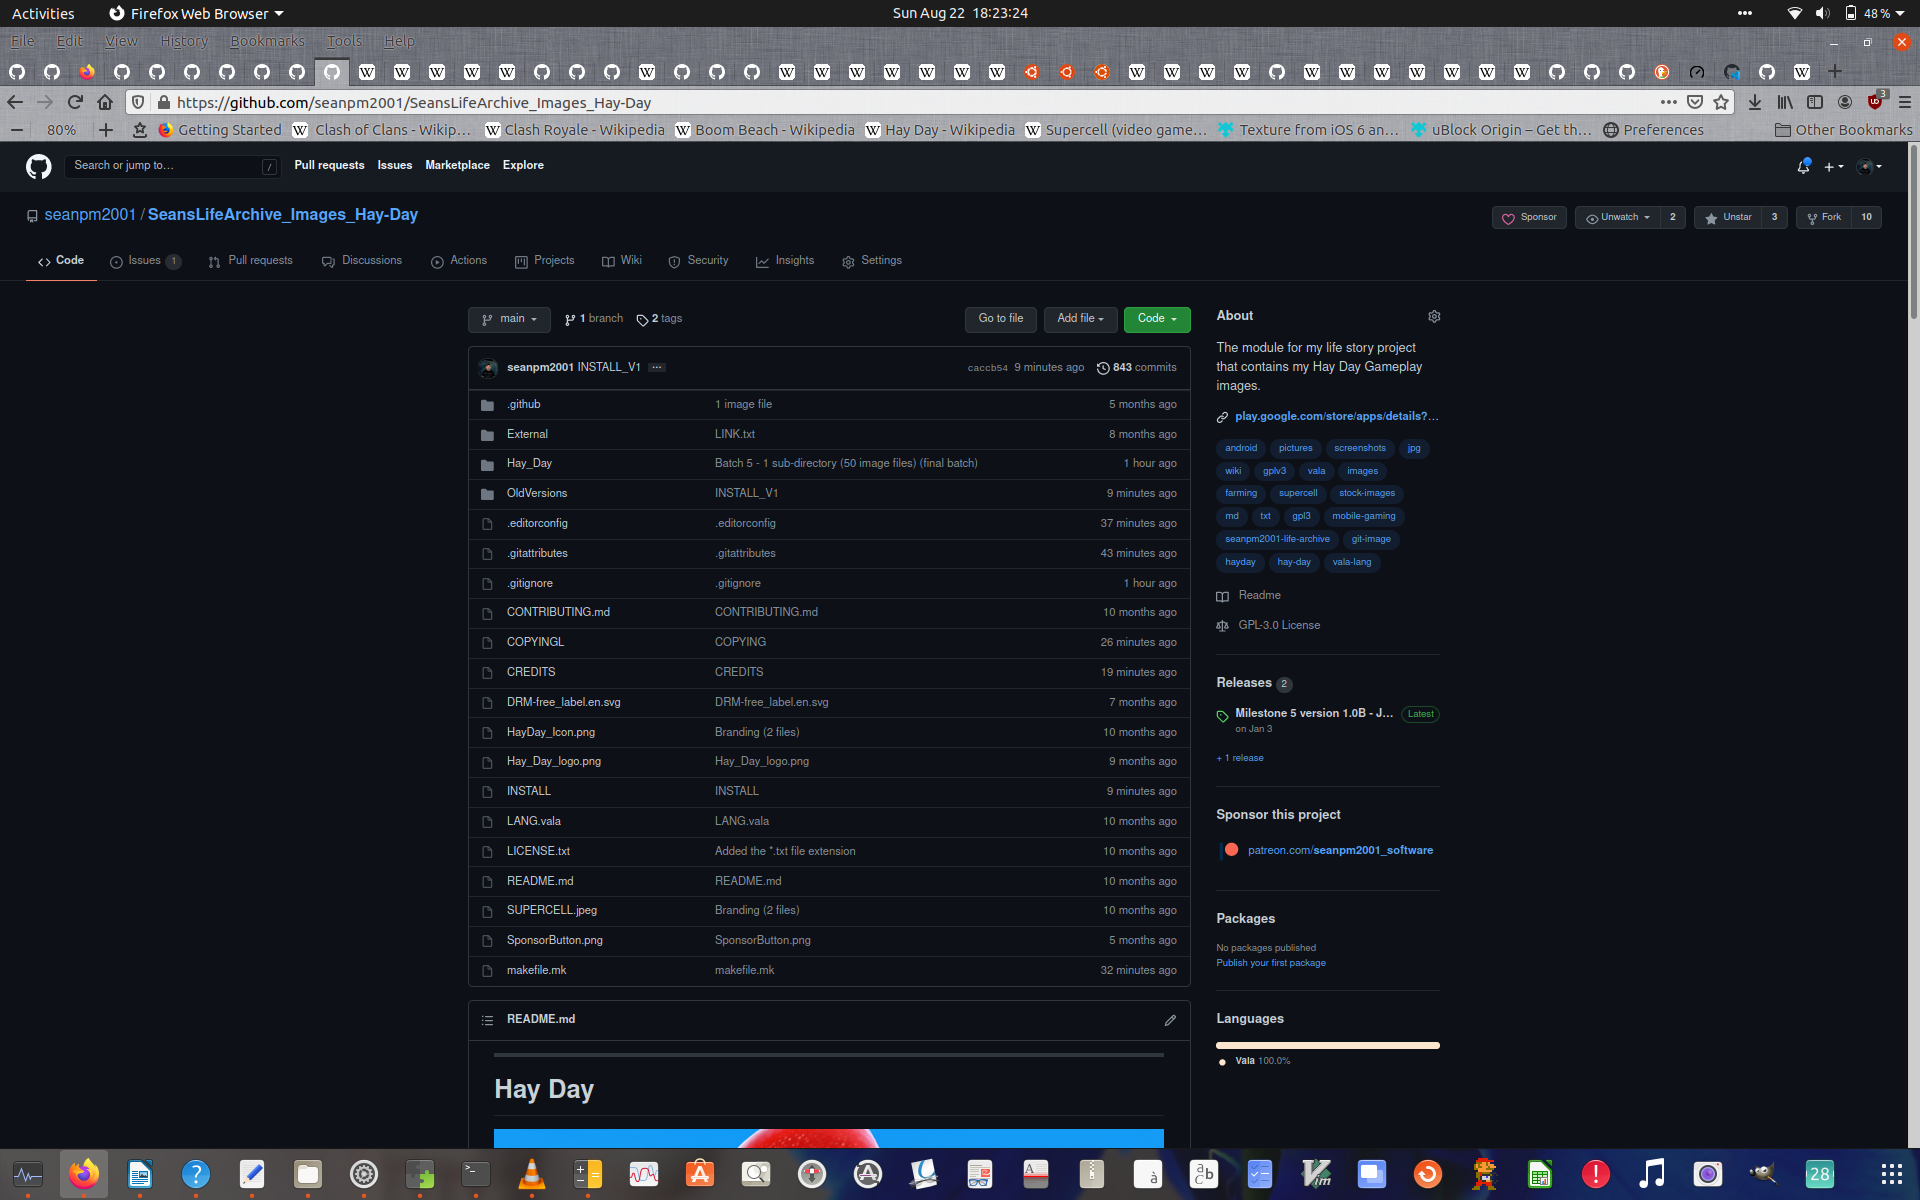 Activities Firefox Web Browser Sun Aug 22 18:23:24 48 %
File Edit View History Bookmarks Tools Help
https://github.com/seanpm2001/SeansLifeArchive_Images_Hay-Day 3
80% Getting Started Clash of Clans - Wikip… Clash Royale - Wikipedia Boom Beach - Wikipedia Hay Day - Wikipedia Supercell (video game… Texture from iOS 6 an… uBlock Origin – Get th… Preferences Other Bookmarks
Search or jump to… / Pull requests Issues Marketplace Explore
seanpm2001 / SeansLifeArchive_Images_Hay-Day Sponsor Unwatch 2 Unstar 3 Fork 10
Code Issues 1 Pull requests Discussions Actions Projects Wiki Security Insights Settings
main 1 branch 2 tags Go to file Add file Code
seanpm2001 INSTALL_V1 … caccb54 9 minutes ago 843 commits
.github 1 image file 5 months ago
External LINK.txt 8 months ago
Hay_Day Batch 5 - 1 sub-directory (50 image files) (final batch) 1 hour ago
OldVersions INSTALL_V1 9 minutes ago
.editorconfig .editorconfig 37 minutes ago
.gitattributes .gitattributes 43 minutes ago
.gitignore .gitignore 1 hour ago
CONTRIBUTING.md CONTRIBUTING.md 10 months ago
COPYINGL COPYING 26 minutes ago
CREDITS CREDITS 19 minutes ago
DRM-free_label.en.svg DRM-free_label.en.svg 7 months ago
HayDay_Icon.png Branding (2 files) 10 months ago
Hay_Day_logo.png Hay_Day_logo.png 9 months ago
INSTALL INSTALL 9 minutes ago
LANG.vala LANG.vala 10 months ago
LICENSE.txt Added the *.txt file extension 10 months ago
README.md README.md 10 months ago
SUPERCELL.jpeg Branding (2 files) 10 months ago
SponsorButton.png SponsorButton.png 5 months ago
makefile.mk makefile.mk 32 minutes ago
README.md
Hay Day
About
The module for my life story project
that contains my Hay Day Gameplay
images.
play.google.com/store/apps/details?…
android pictures screenshots jpg
wiki gplv3 vala images
farming supercell stock-images
md txt gpl3 mobile-gaming
seanpm2001-life-archive git-image
hayday hay-day vala-lang
Readme
GPL-3.0 License
Releases 2
Milestone 5 version 1.0B - J… Latest
on Jan 3
+ 1 release
Sponsor this project
patreon.com/seanpm2001_software
Packages
No packages published
Publish your first package
Languages
Vala 100.0%
28